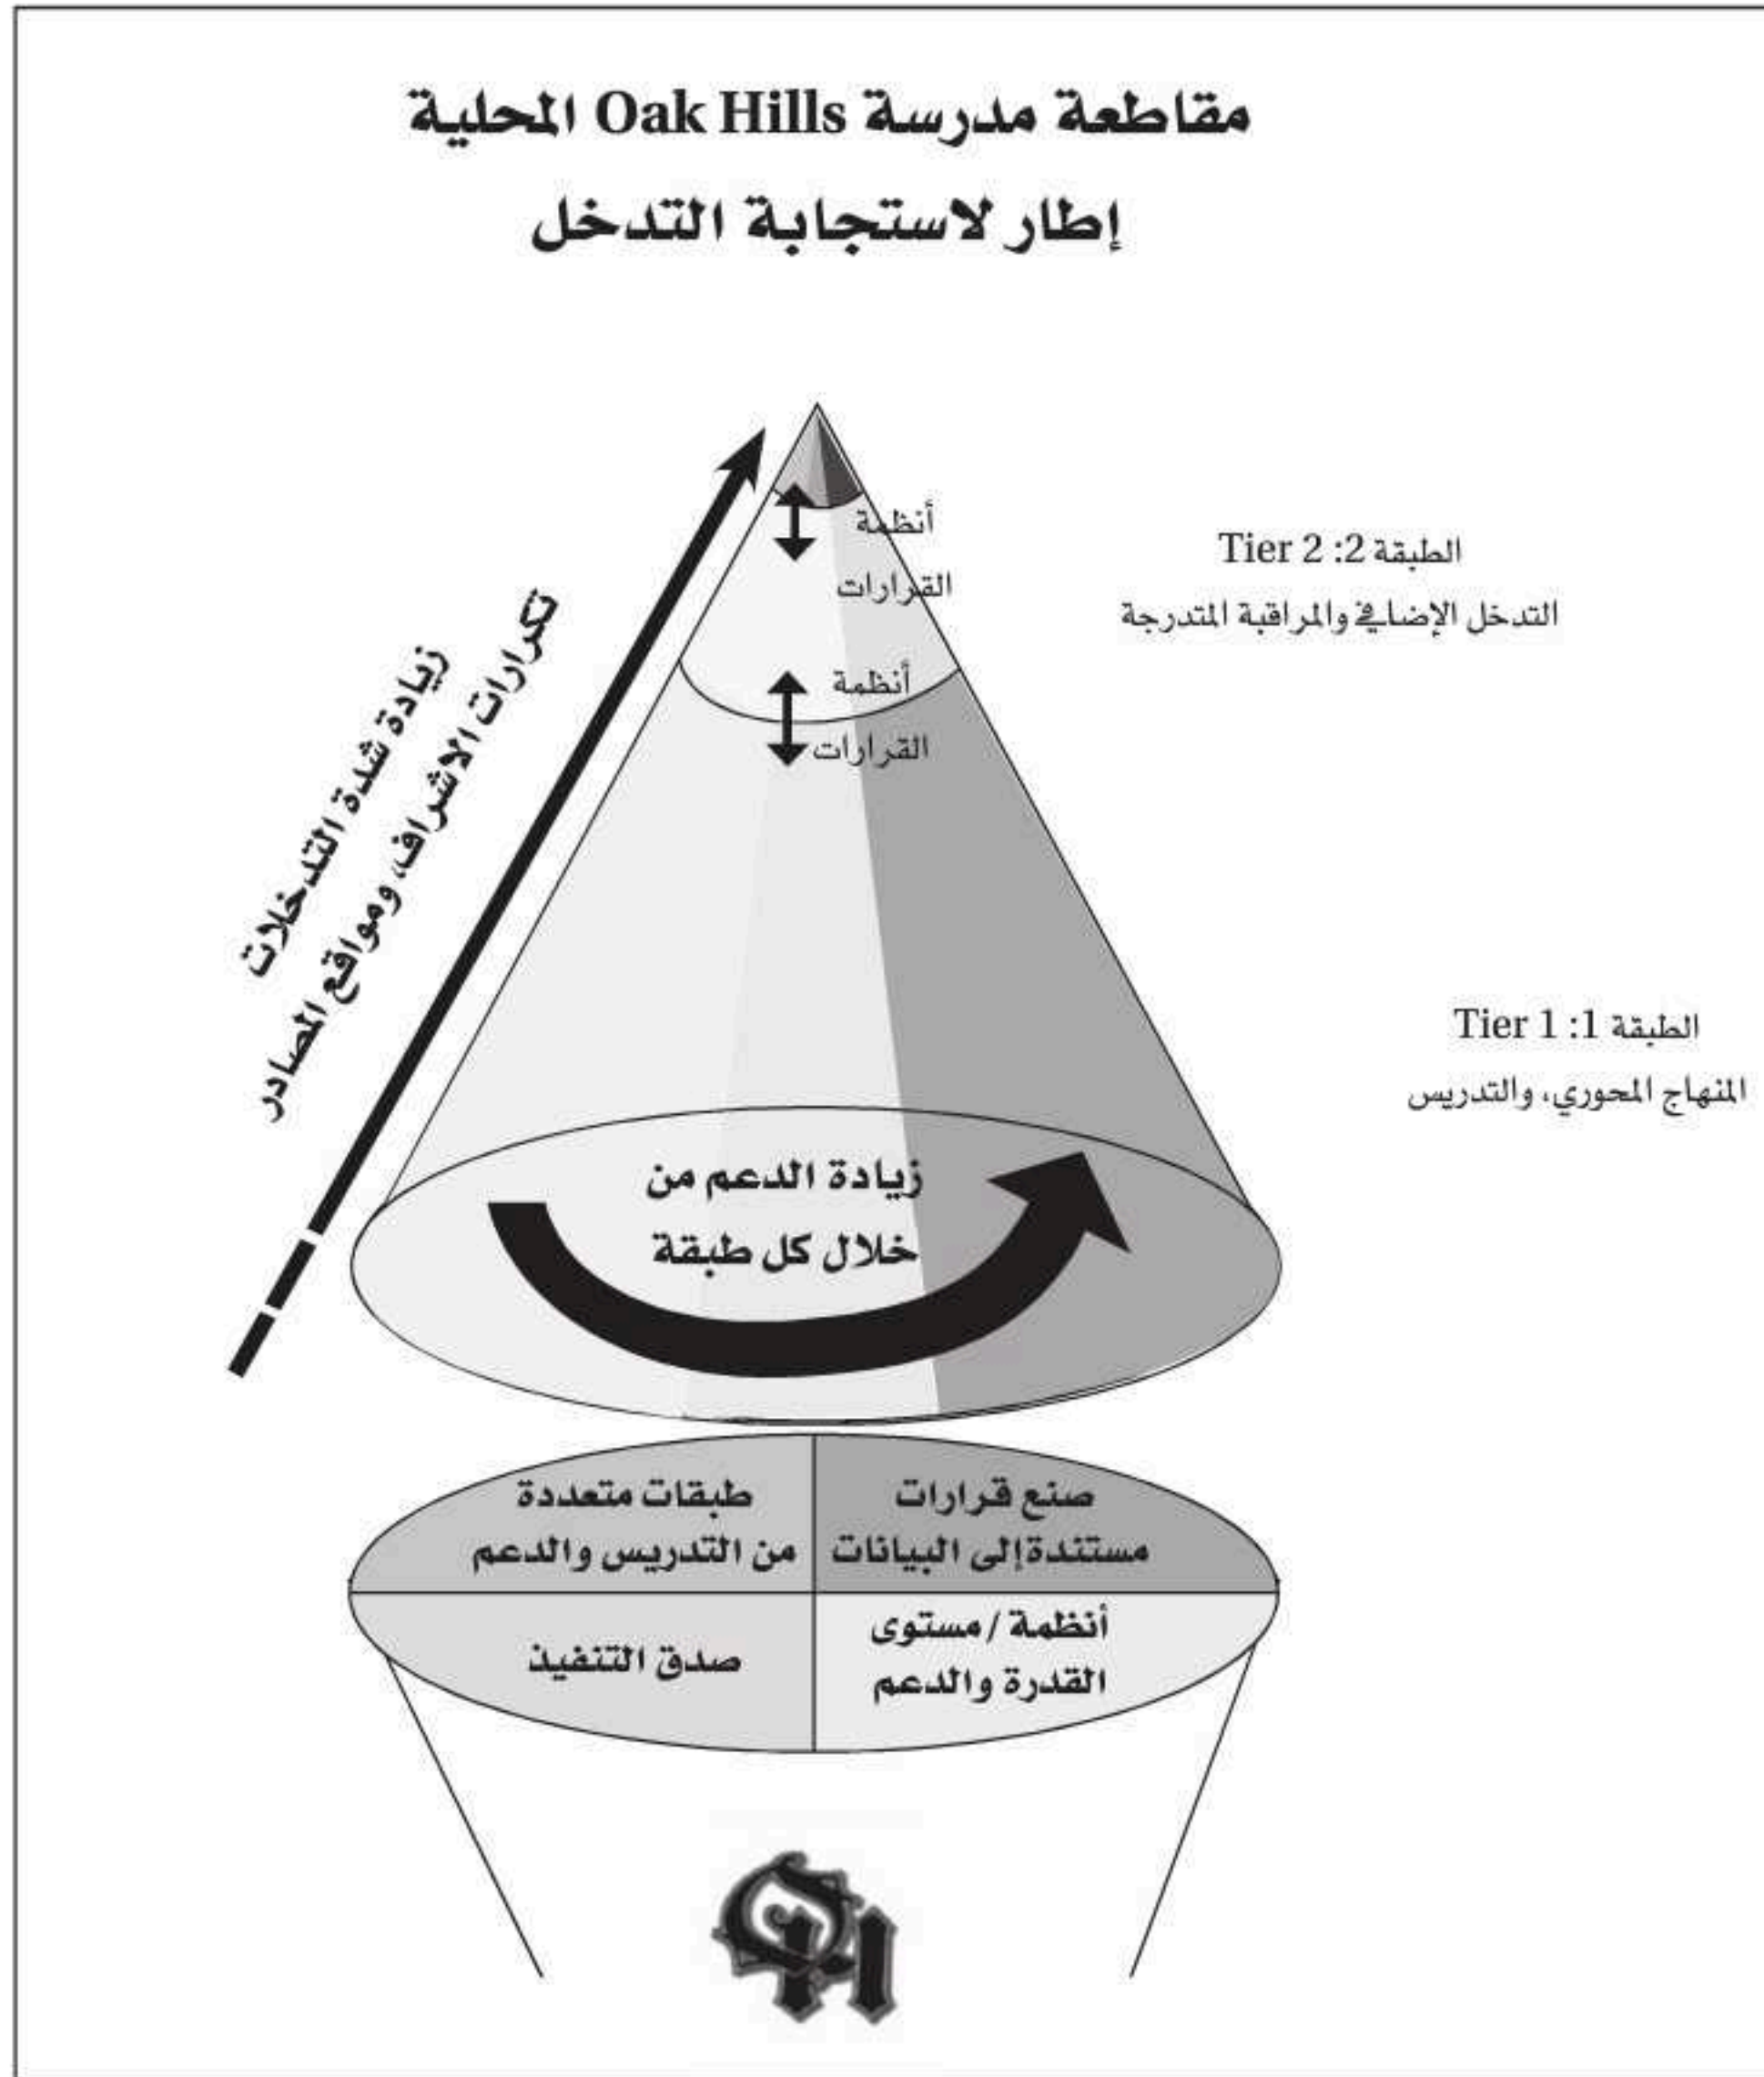 مقاطعة مدرسة Oak Hills المحلية
إطار لاستجابة التدخل
أنظمة
القرارات
الطبقة 2: Tier 2
التدخل الإضافي والمراقبة المتدرجة
أنظمة
القرارات
زيادة شدة التدخلات
تكرارات الاشراف، ومواقع المصادر
الطبقة 1: Tier 1
المنهاج المحوري، والتدريس
زيادة الدعم من
خلال كل طبقة
صنع قرارات
مستندة إلى البيانات
طبقات متعددة
من التدريس والدعم
أنظمة / مستوى
القدرة والدعم
صدق التنفيذ
OH